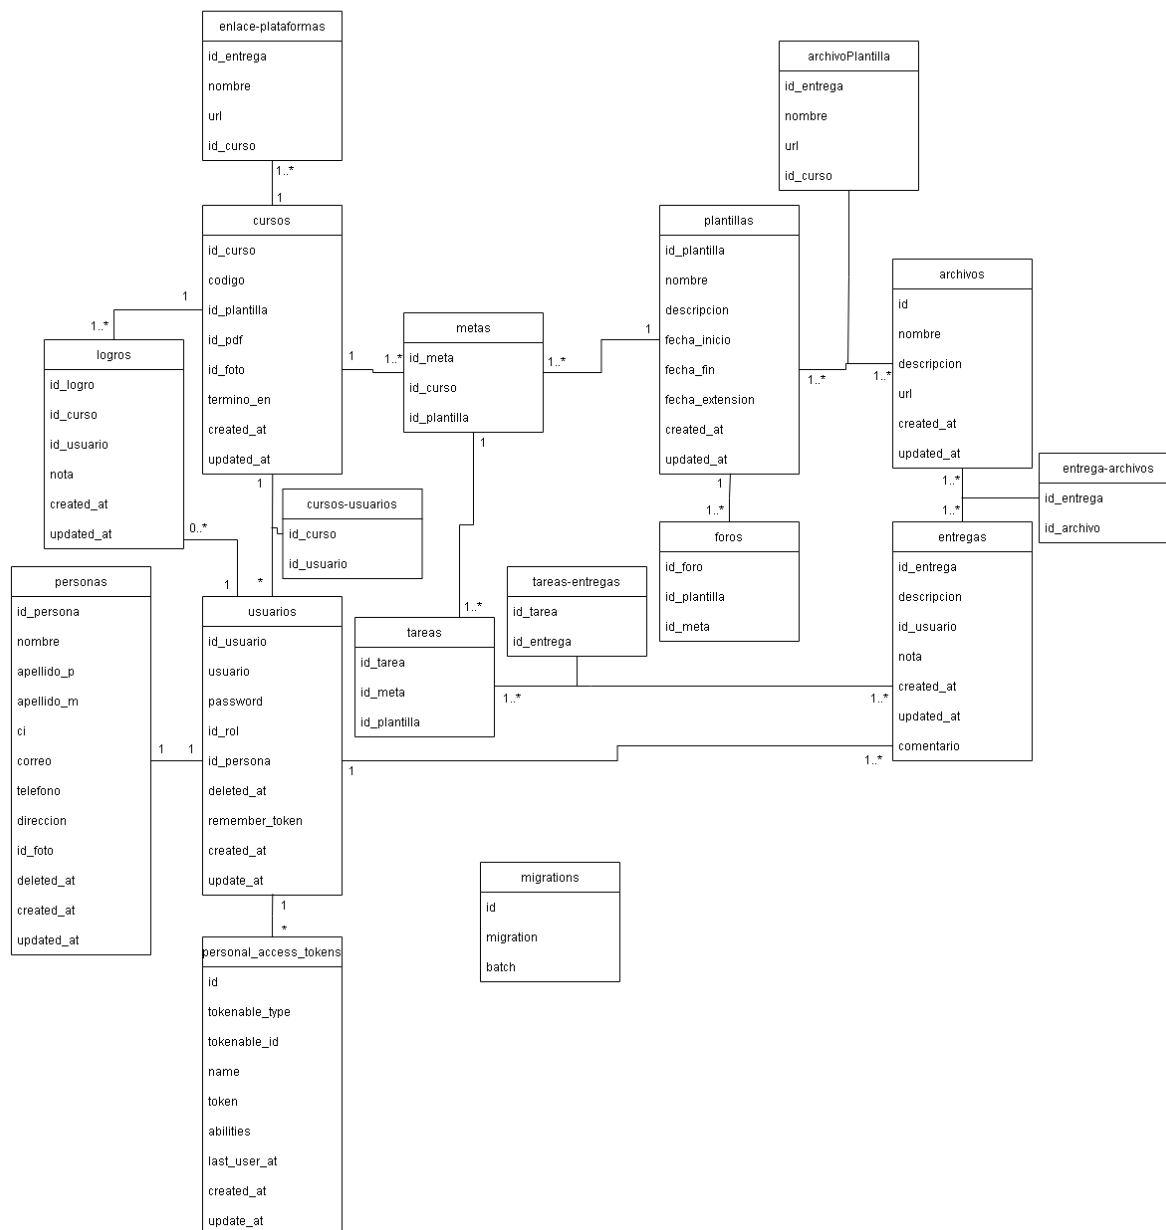 enlace-plataformas
id_entrega
nombre
url
id_curso
1..*
1
archivoPlantilla
id_entrega
nombre
url
id_curso
cursos
id_curso
codigo
id_plantilla
id_pdf
id_foto
termino_en
created_at
updated_at
1
1..*
1
1..*
1
logros
id_logro
id_curso
id_usuario
nota
created_at
updated_at
0..*
1
metas
id_meta
id_curso
id_plantilla
1..*
1
1
plantillas
id_plantilla
nombre
descripcion
fecha_inicio
fecha_fin
fecha_extension
created_at
updated_at
1..*
1..*
1
1..*
archivos
id
nombre
descripcion
url
created_at
updated_at
1..*
1..*
entrega-archivos
id_entrega
id_archivo
cursos-usuarios
id_curso
id_usuario
*
foros
id_foro
id_plantilla
id_meta
tareas-entregas
id_tarea
id_entrega
entregas
id_entrega
descripcion
id_usuario
nota
created_at
updated_at
comentario
1..*
tareas
id_tarea
id_meta
id_plantilla
1..*
1..*
personas
id_persona
nombre
apellido_p
apellido_m
ci
correo
telefono
direccion
id_foto
deleted_at
created_at
updated_at
1
1
usuarios
id_usuario
usuario
password
id_rol
id_persona
deleted_at
remember_token
created_at
update_at
1
1..*
1
*
migrations
id
migration
batch
personal_access_tokens
id
tokenable_type
tokenable_id
name
token
abilities
last_user_at
created_at
update_at